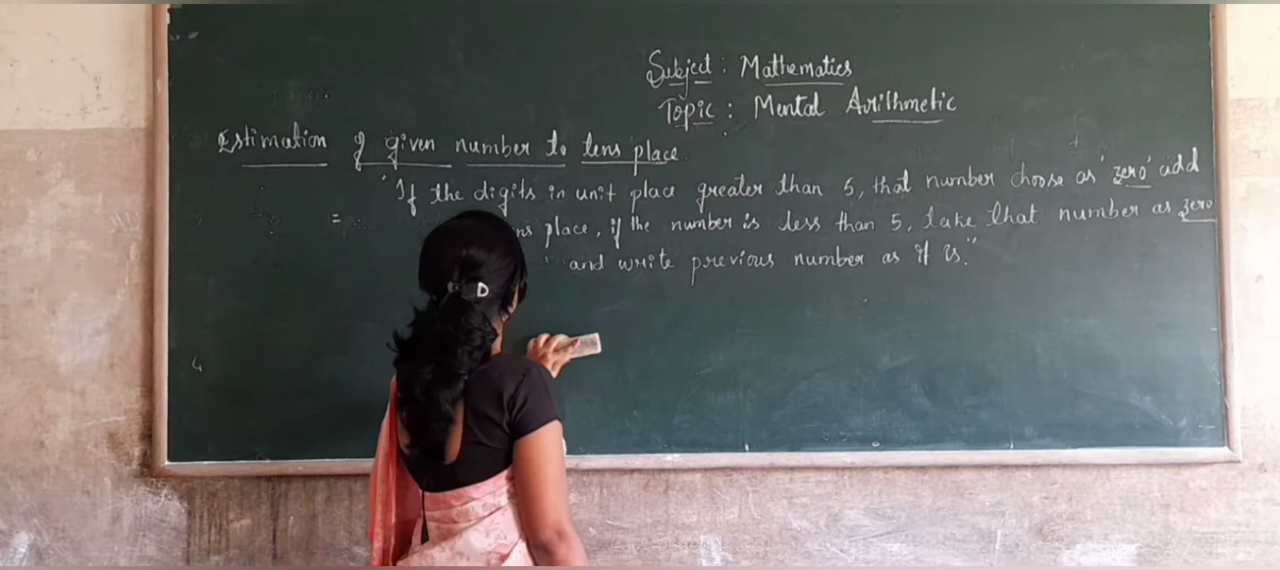 Subject : Mathematics
Topic : Mental Arithmetic
Estimation of given number to tens place.
"If the digits in unit place greater than 5, that number choose as 'zero' add
= place, if the number is less than 5, take that number as zero
and write previous number as it is."
4